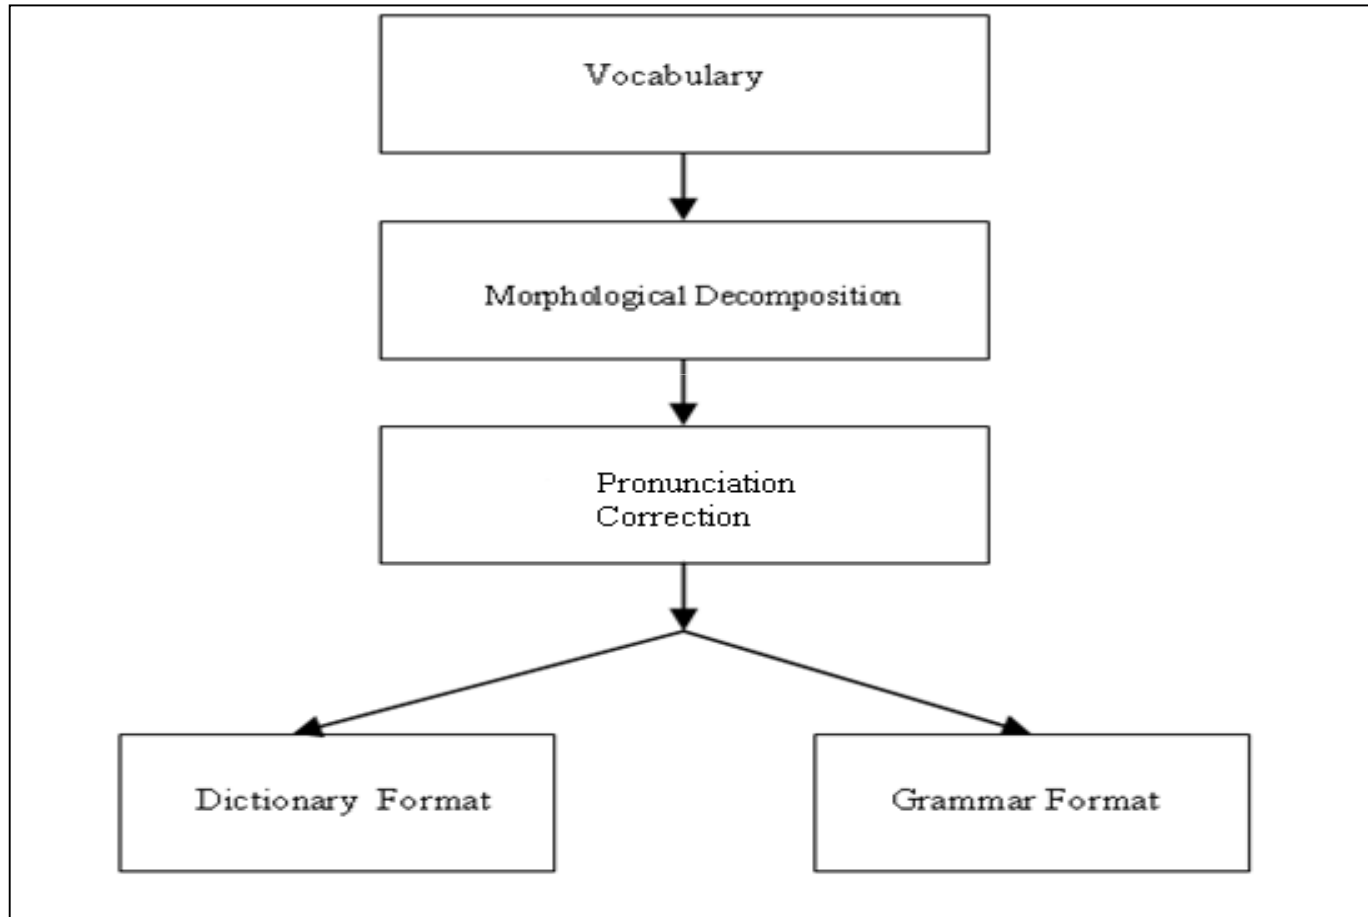 Vocabulary
Morphological Decomposition
Pronunciation
Correction
Dictionary Format
Grammar Format